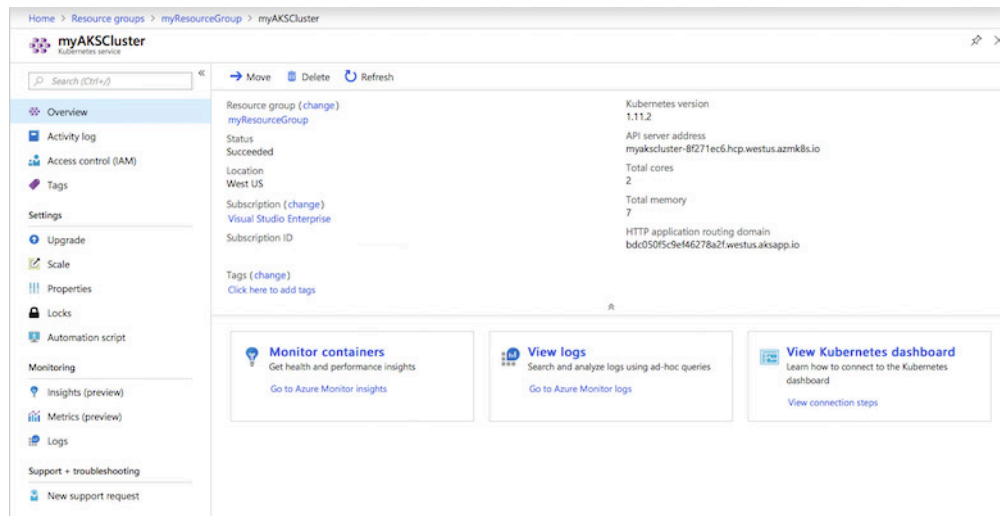 Home > Resource groups > myResourceGroup > myAKSCluster
myAKSCluster
Kubernetes service
Search (Ctrl+/)
«
Overview
Activity log
Access control (IAM)
Tags
Settings
Upgrade
Scale
Properties
Locks
Automation script
Monitoring
Insights (preview)
Metrics (preview)
Logs
Support + troubleshooting
New support request
Move Delete Refresh
Resource group (change)
myResourceGroup
Status
Succeeded
Location
West US
Subscription (change)
Visual Studio Enterprise
Subscription ID
Tags (change)
Click here to add tags
Kubernetes version
1.11.2
API server address
myakscluster-8f271ec6.hcp.westus.azmk8s.io
Total cores
2
Total memory
7
HTTP application routing domain
bdc050f5c9ef46278a2f.westus.aksapp.io
Monitor containers
Get health and performance insights
Go to Azure Monitor insights
View logs
Search and analyze logs using ad-hoc queries
Go to Azure Monitor logs
View Kubernetes dashboard
Learn how to connect to the Kubernetes
dashboard
View connection steps